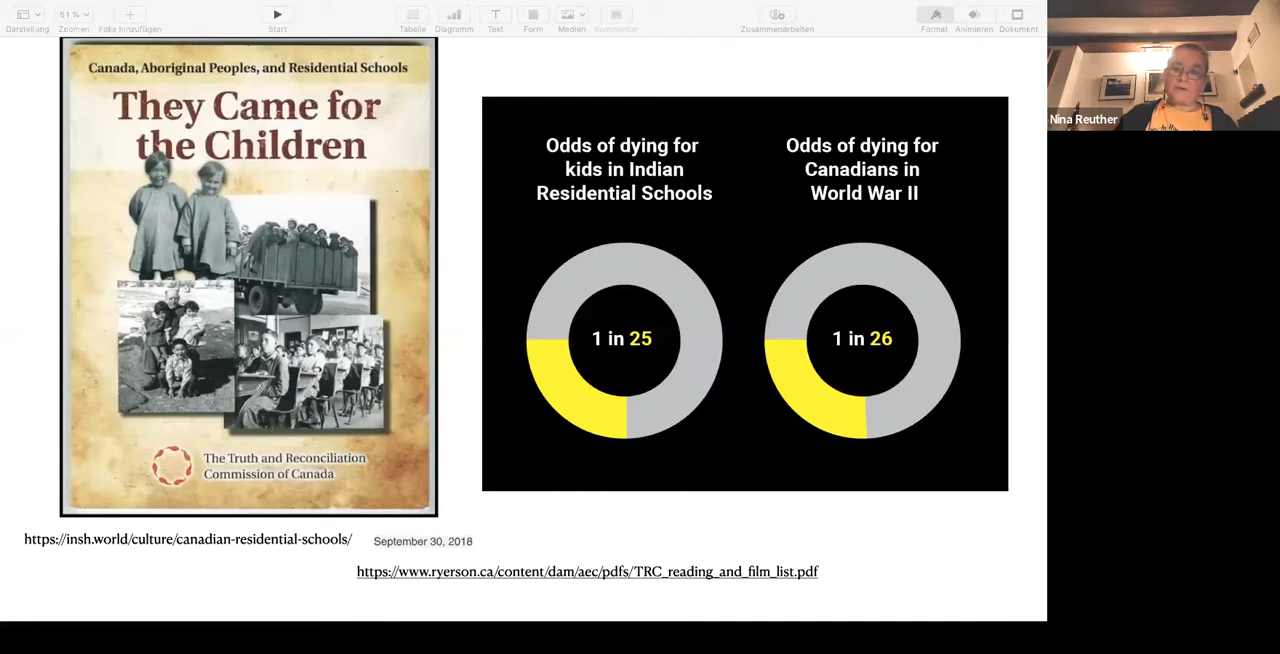 Darstellung
51 %
Zoomen
Folie hinzufügen
Start
Tabelle
Diagramm
Text
Form
Medien
Kommentar
Zusammenarbeiten
Format
Animieren
Dokument
Canada, Aboriginal Peoples, and Residential Schools
They Came for
the Children
The Truth and Reconciliation
Commission of Canada
Odds of dying for
kids in Indian
Residential Schools
1 in 25
Odds of dying for
Canadians in
World War II
1 in 26
Nina Reuther
https://insh.world/culture/canadian-residential-schools/
September 30, 2018
https://www.ryerson.ca/content/dam/aec/pdfs/TRC_reading_and_film_list.pdf